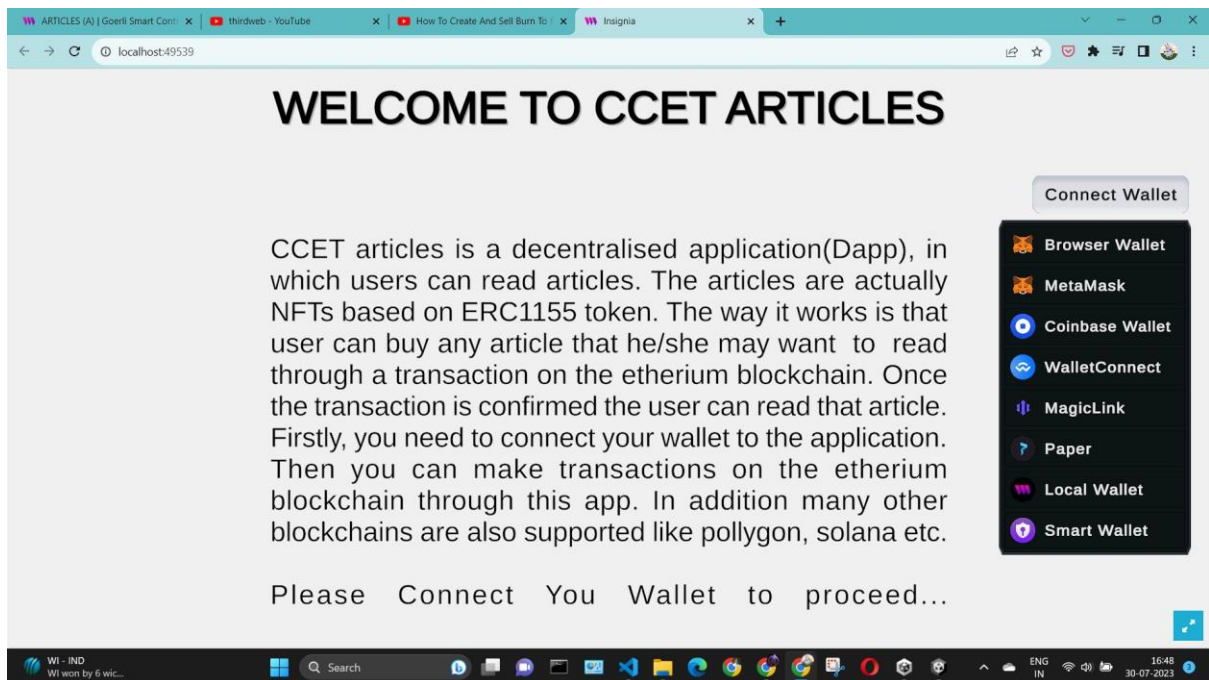 ARTICLES (A) | Goerli Smart Cont
thirdweb - YouTube
How To Create And Sell Burn To
Insignia
localhost:49539
WELCOME TO CCET ARTICLES
Connect Wallet
Browser Wallet
MetaMask
Coinbase Wallet
WalletConnect
MagicLink
Paper
Local Wallet
Smart Wallet
CCET articles is a decentralised application(Dapp), in
which users can read articles. The articles are actually
NFTs based on ERC1155 token. The way it works is that
user can buy any article that he/she may want to read
through a transaction on the etherium blockchain. Once
the transaction is confirmed the user can read that article.
Firstly, you need to connect your wallet to the application.
Then you can make transactions on the etherium
blockchain through this app. In addition many other
blockchains are also supported like pollygon, solana etc.
Please Connect You Wallet to proceed...
WI - IND
WI won by 6 wic...
Search
ENG
IN
16:48
30-07-2023
3